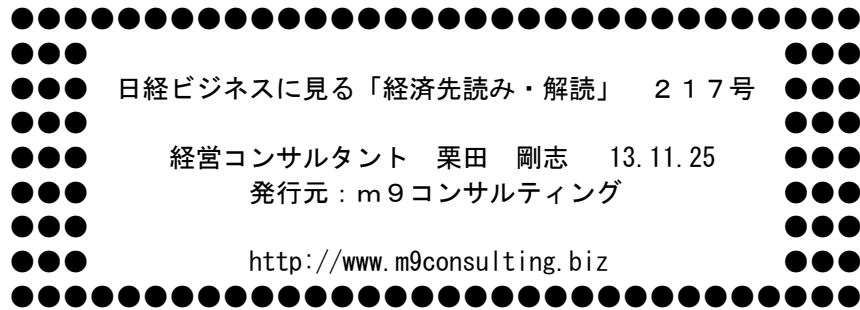 日経ビジネスに見る「経済先読み・解読」　２１７号
経営コンサルタント　栗田　剛志　 13.11.25
発行元：ｍ９コンサルティング
http://www.m9consulting.biz